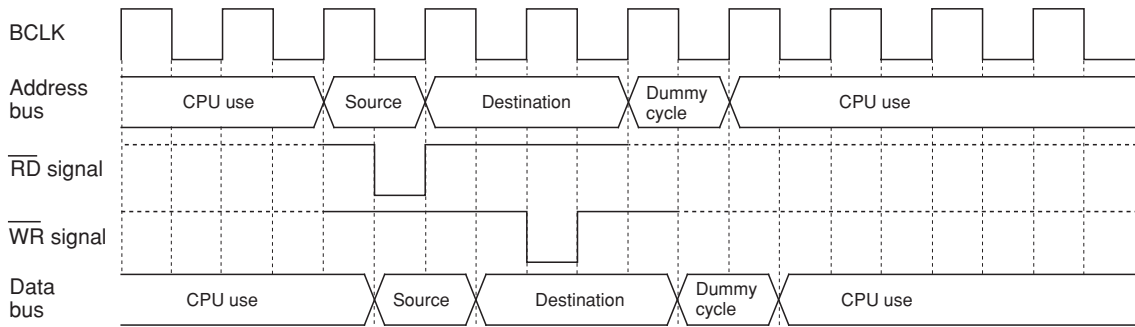 BCLK
Address
bus
CPU use
Source
Destination
Dummy
cycle
CPU use
RD signal
WR signal
Data
bus
CPU use
Source
Destination
Dummy
cycle
CPU use